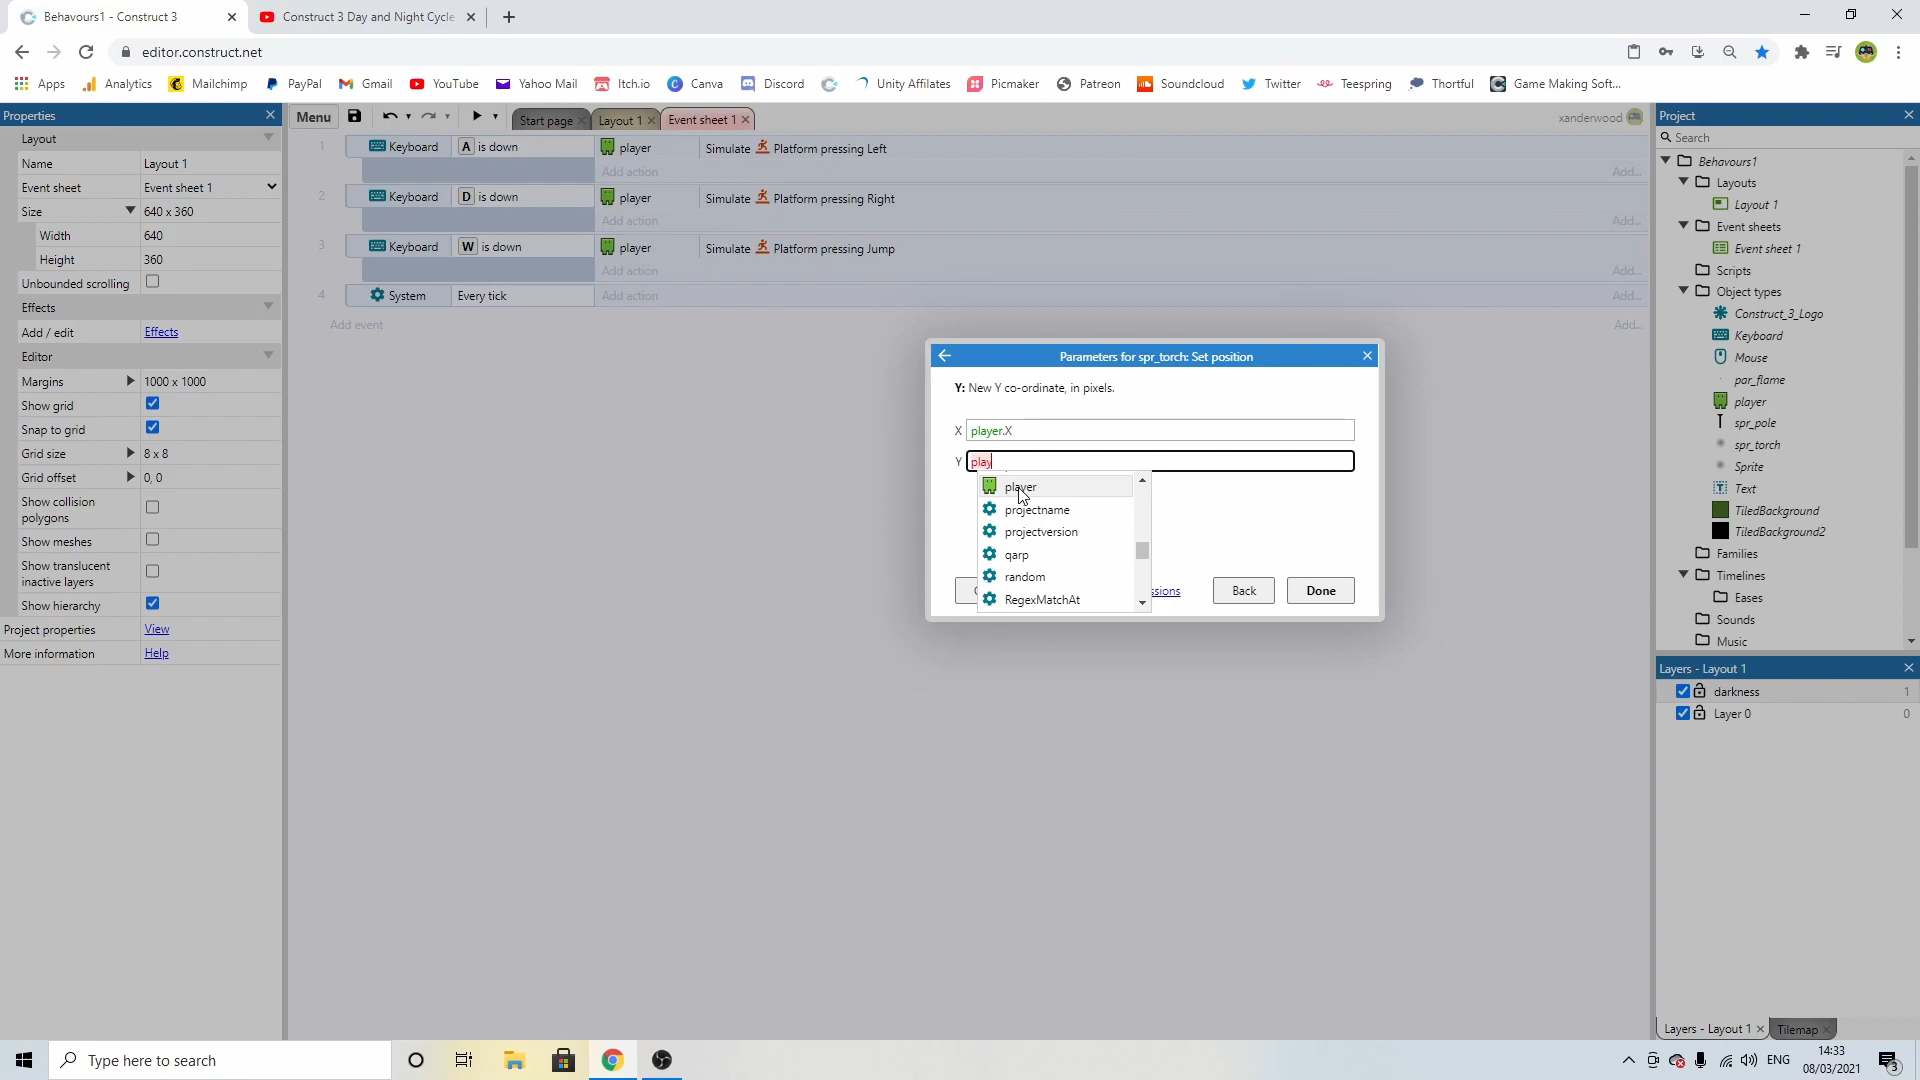 Behavours1 - Construct 3
Construct 3 Day and Night Cycle
editor.construct.net
Apps Analytics Mailchimp PayPal Gmail YouTube Yahoo Mail Itch.io Canva Discord Unity Affilates Picmaker Patreon Soundcloud Twitter Teespring Thortful Game Making Soft...
Properties
Layout
Name Layout 1
Event sheet Event sheet 1
Size 640 x 360
Width 640
Height 360
Unbounded scrolling
Effects
Add / edit Effects
Editor
Margins 1000 x 1000
Show grid
Snap to grid
Grid size 8 x 8
Grid offset 0, 0
Show collision
polygons
Show meshes
Show translucent
inactive layers
Show hierarchy
Project properties View
More information Help
Menu Start page Layout 1 Event sheet 1 xanderwood
1 Keyboard A is down player Simulate Platform pressing Left
Add action Add...
2 Keyboard D is down player Simulate Platform pressing Right
Add action Add...
3 Keyboard W is down player Simulate Platform pressing Jump
Add action Add...
4 System Every tick Add action Add...
Add event Add...
Parameters for spr_torch: Set position
Y: New Y co-ordinate, in pixels.
X player.X
Y play
player
projectname
projectversion
qarp
random
RegexMatchAt
ssions Back Done
Project
Search
Behavours1
Layouts
Layout 1
Event sheets
Event sheet 1
Scripts
Object types
Construct_3_Logo
Keyboard
Mouse
par_flame
player
spr_pole
spr_torch
Sprite
Text
TiledBackground
TiledBackground2
Families
Timelines
Eases
Sounds
Music
Layers - Layout 1
darkness 1
Layer 0 0
Layers - Layout 1 Tilemap
Type here to search
ENG
14:33
08/03/2021
3